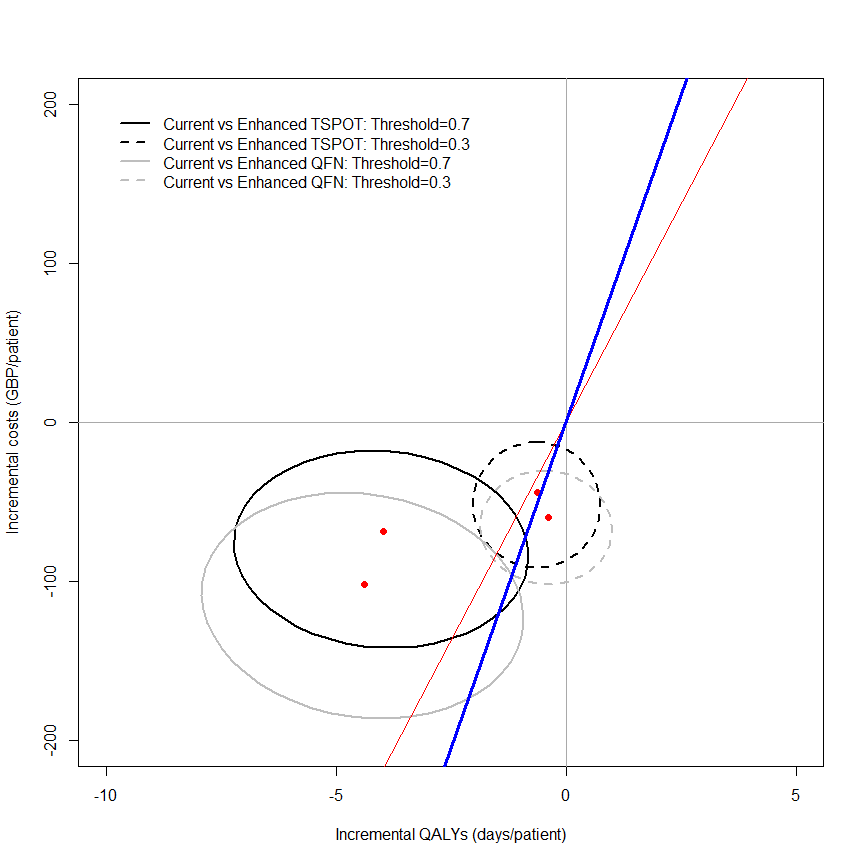 Current vs Enhanced TSPOT: Threshold=0.7
Current vs Enhanced TSPOT: Threshold=0.3
Current vs Enhanced QFN: Threshold=0.7
Current vs Enhanced QFN: Threshold=0.3
Incremental costs (GBP/patient)
200
100
0
-100
-200
-10
-5
0
5
Incremental QALYs (days/patient)